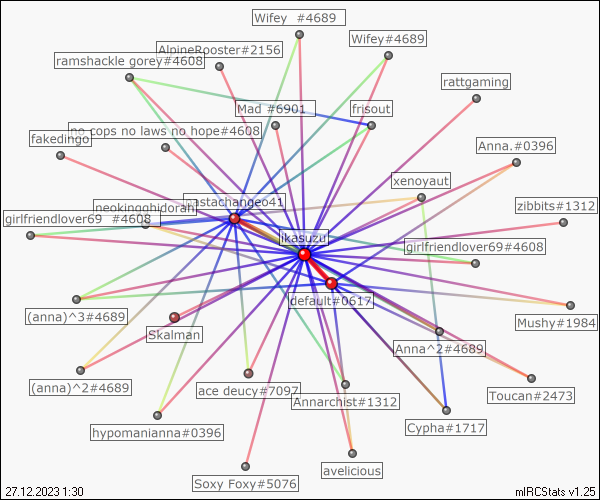 Wifey #4689
Wifey#4689
AlpineRooster#2156
ramshackle gorey#4608
rattgaming
Mad #6901
frisout
no cops no laws no hope#4608
fakedingo
Anna.#0396
xenoyaut
pastachange041
neokingghidorah
zibbits#1312
girlfriendlover69 #4608
jikasuzu
girlfriendlover69#4608
default#0617
(anna)^3#4689
Mushy#1984
Skalman
Anna^2#4689
(anna)^2#4689
ace deucy#7097
Toucan#2473
Annarchist#1312
Cypha#1717
hypomanianna#0396
avelicious
Soxy Foxy#5076
27.12.2023 1:30
mIRCStats v1.25